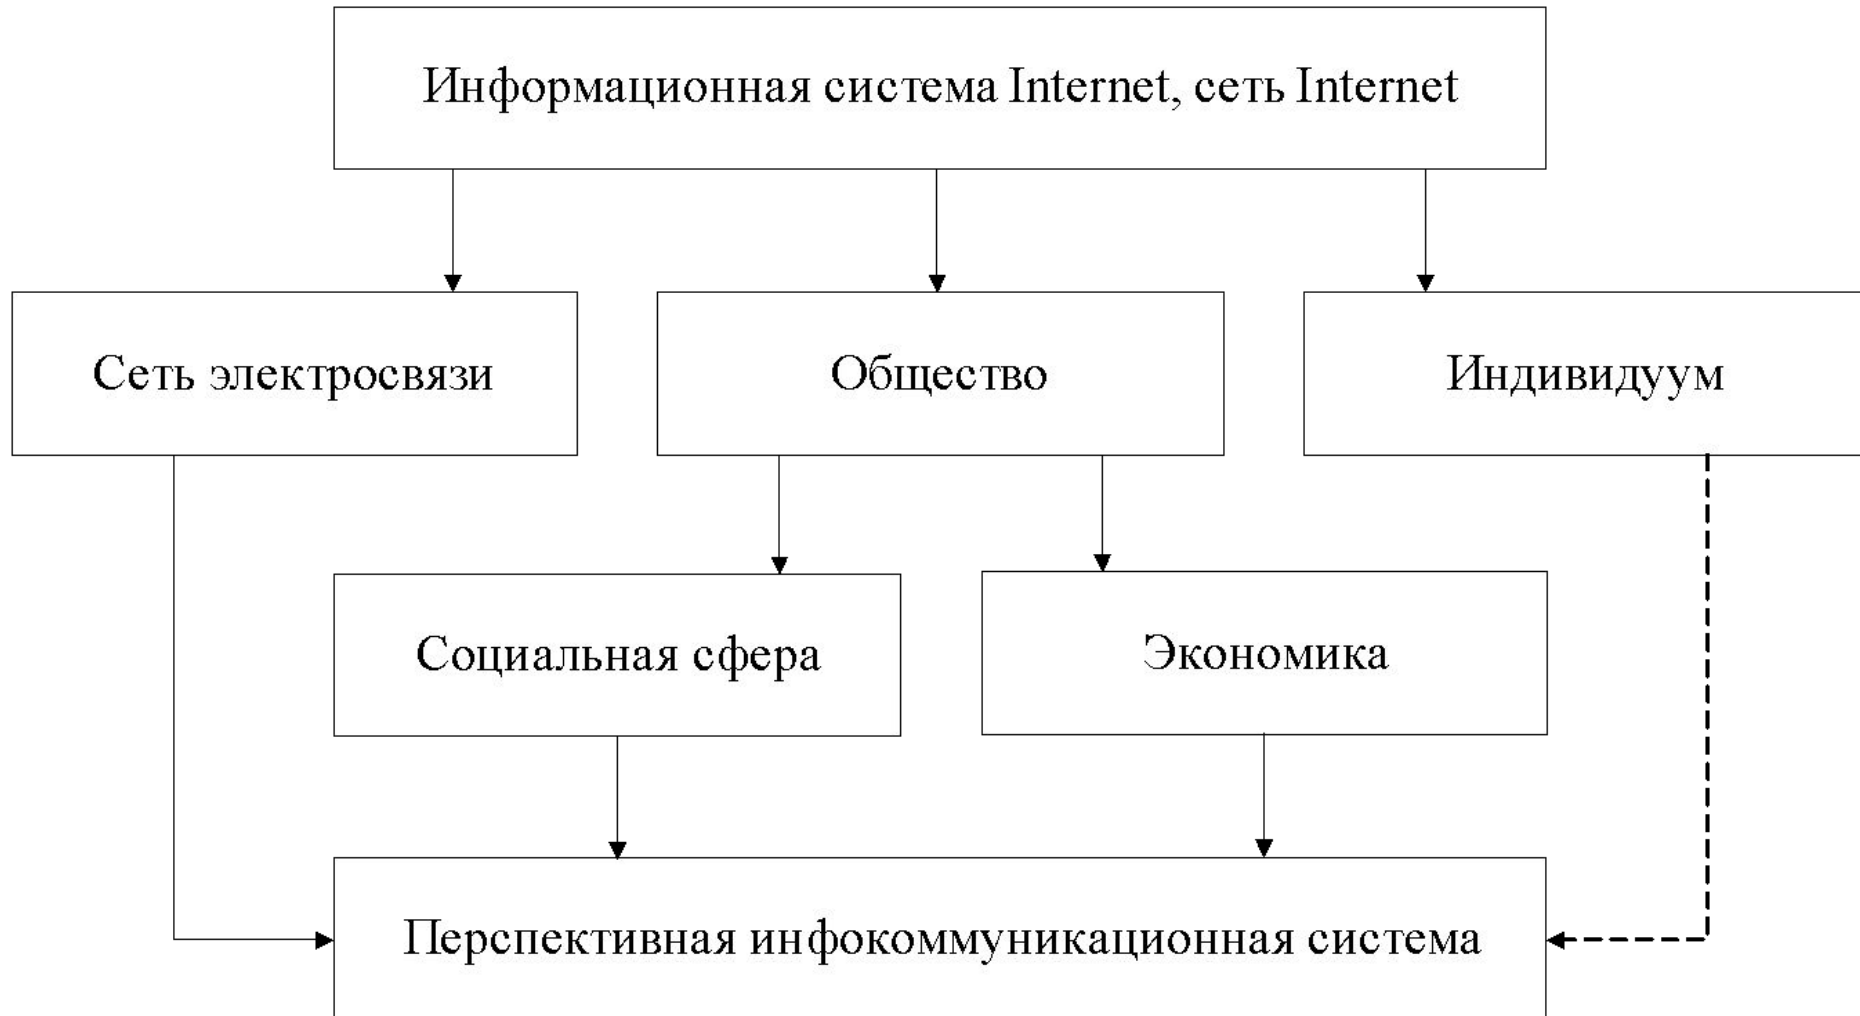 Информационная система Internet, сеть Internet
Сеть электросвязи
Общество
Индивидуум
Социальная сфера
Экономика
Перспективная инфокоммуникационная система